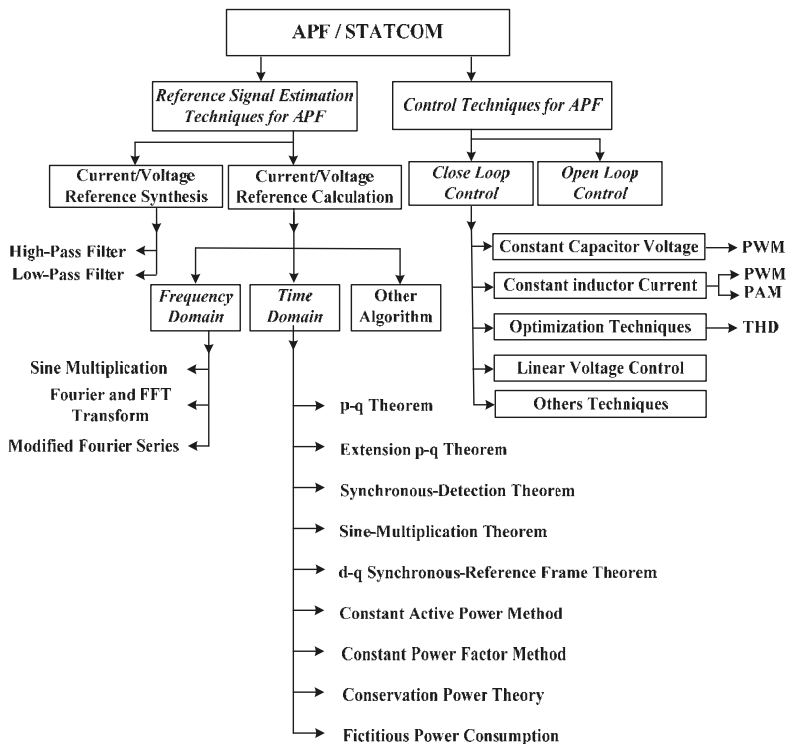 APF / STATCOM
Reference Signal Estimation
Techniques for APF
Control Techniques for APF
Current/Voltage
Reference Synthesis
Current/Voltage
Reference Calculation
Close Loop
Control
Open Loop
Control
High-Pass Filter
Low-Pass Filter
Frequency
Domain
Time
Domain
Other
Algorithm
Constant Capacitor Voltage
PWM
Constant inductor Current
PWM
PAM
Optimization Techniques
THD
Linear Voltage Control
Others Techniques
Sine Multiplication
Fourier and FFT
Transform
Modified Fourier Series
p-q Theorem
Extension p-q Theorem
Synchronous-Detection Theorem
Sine-Multiplication Theorem
d-q Synchronous-Reference Frame Theorem
Constant Active Power Method
Constant Power Factor Method
Conservation Power Theory
Fictitious Power Consumption